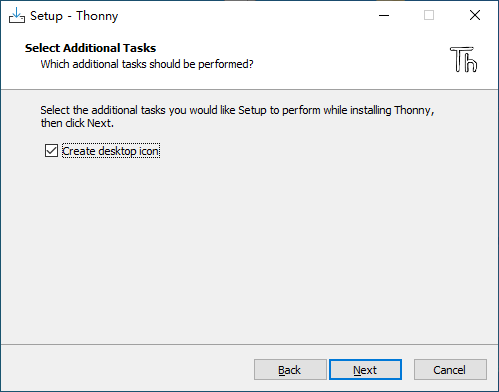 Setup - Thonny
Select Additional Tasks
Which additional tasks should be performed?
Th
Select the additional tasks you would like Setup to perform while installing Thonny,
then click Next.
Create desktop icon
Back
Next
Cancel